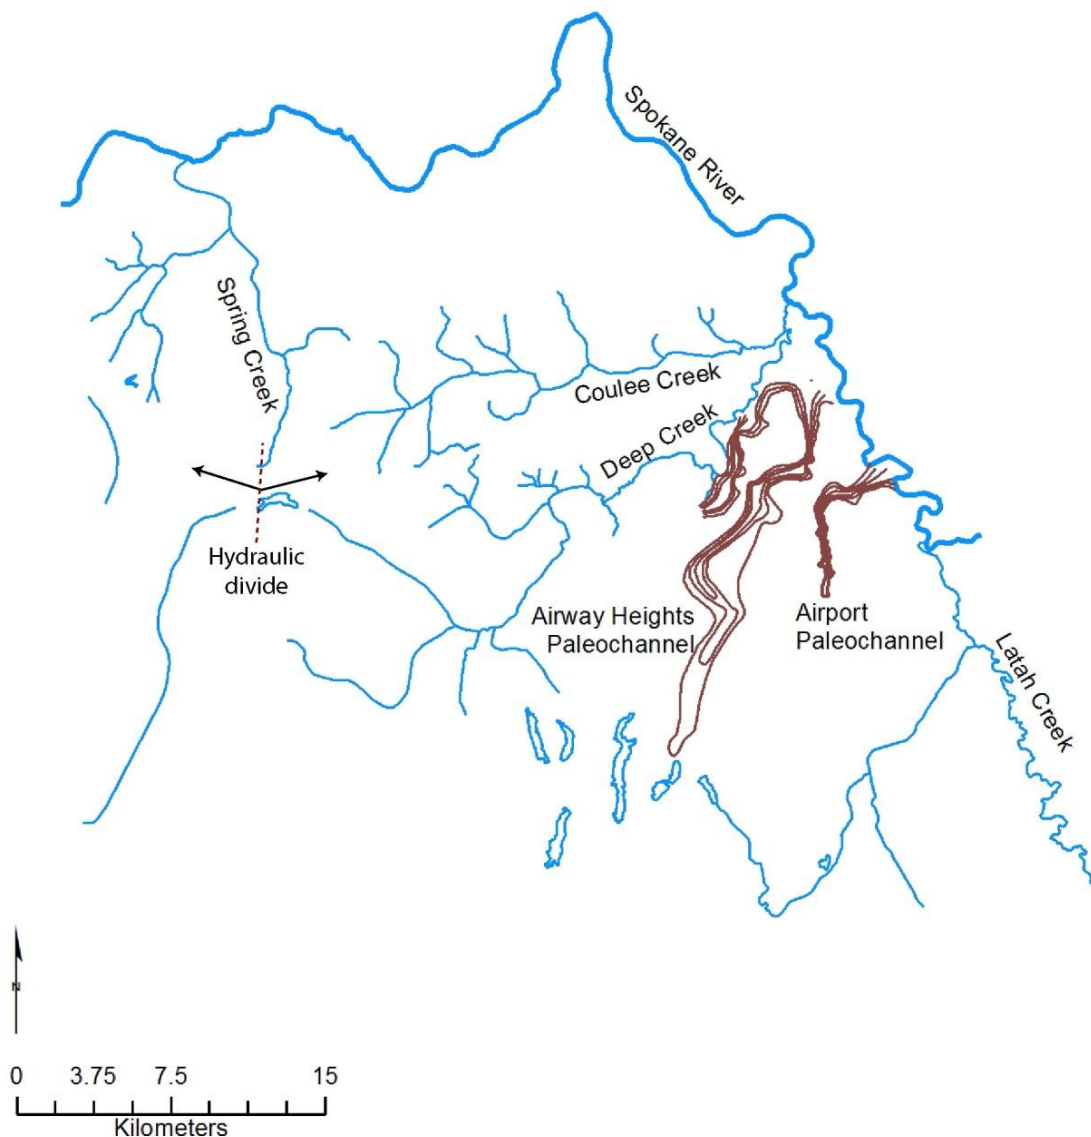 Spokane River
Spring Creek
Coulee Creek
Deep Creek
Hydraulic
divide
Airway Heights
Paleochannel
Airport
Paleochannel
Latah Creek
N
0 3.75 7.5 15
Kilometers